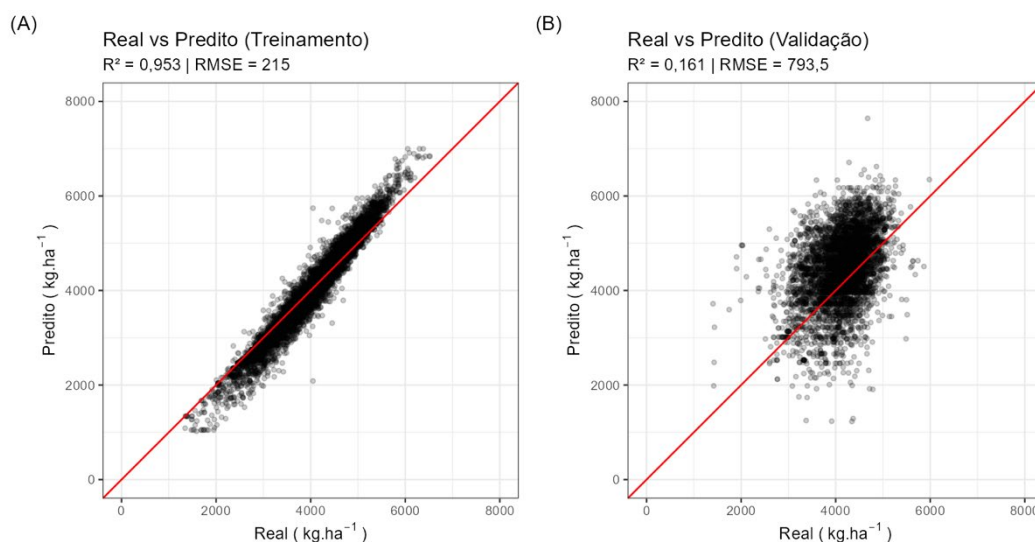 (A)
Real vs Predito (Treinamento)
R² = 0,953 | RMSE = 215
8000
6000
4000
2000
0
Predito ( kg.ha⁻¹ )
0 2000 4000 6000 8000
Real ( kg.ha⁻¹ )
(B)
Real vs Predito (Validação)
R² = 0,161 | RMSE = 793,5
8000
6000
4000
2000
0
Predito ( kg.ha⁻¹ )
0 2000 4000 6000 8000
Real ( kg.ha⁻¹ )